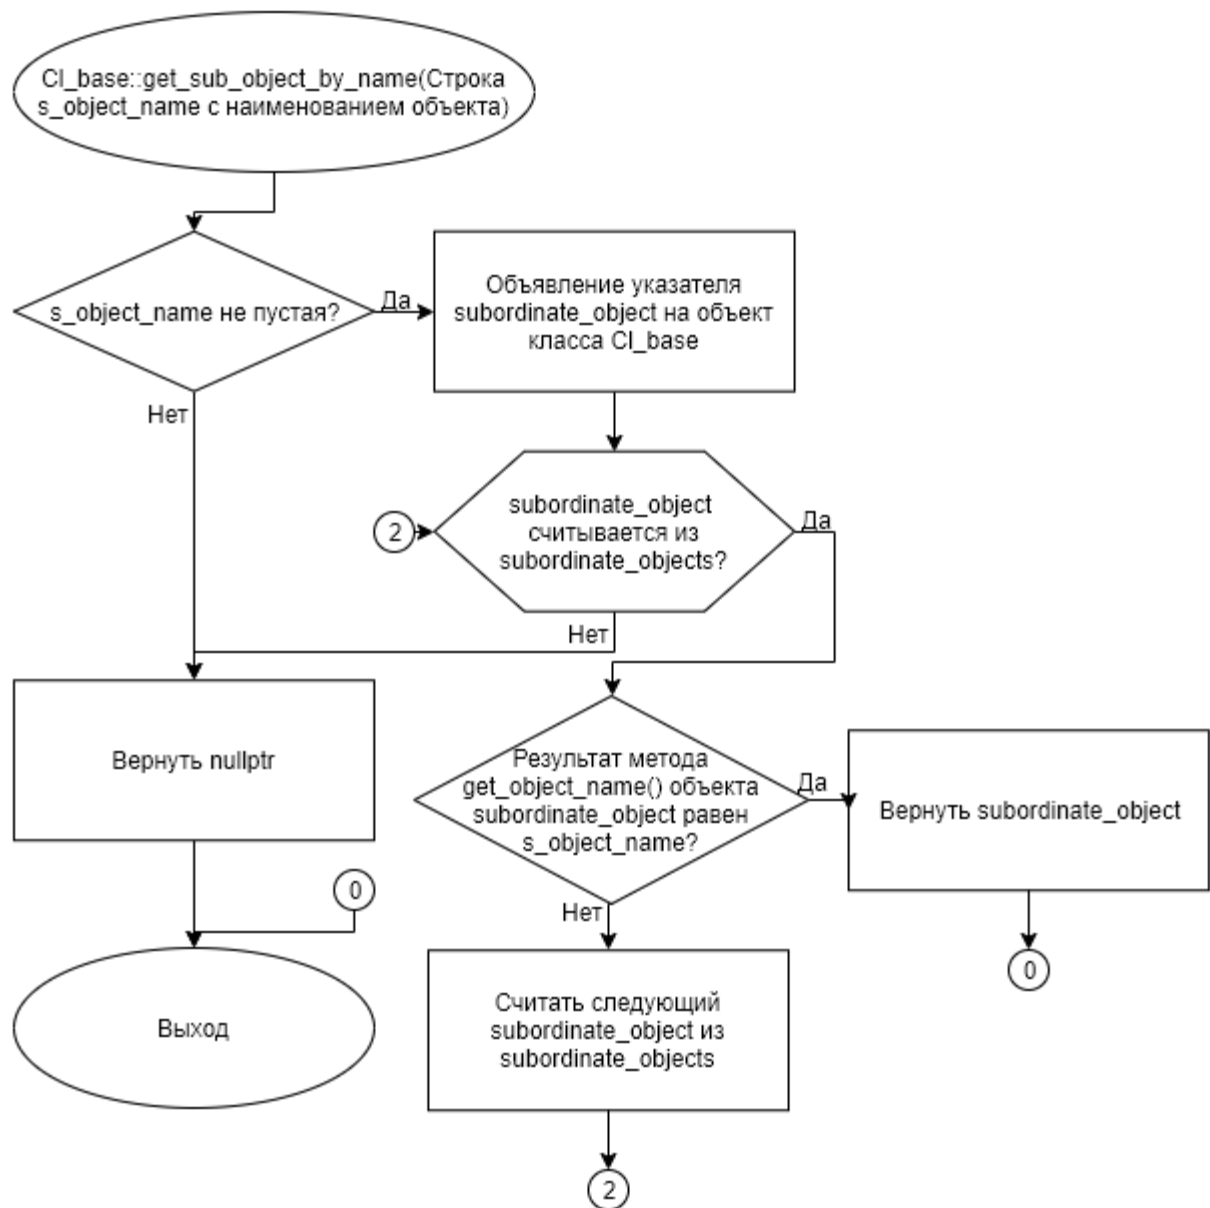 Cl_base::get_sub_object_by_name(Строка
s_object_name с наименованием объекта)
s_object_name не пустая?
Да
Объявление указателя
subordinate_object на объект
класса Cl_base
Нет
2
subordinate_object
считывается из
subordinate_objects?
Да
Нет
Вернуть nullptr
Результат метода
get_object_name() объекта
subordinate_object равен
s_object_name?
Да
Вернуть subordinate_object
0
Нет
0
Выход
Считать следующий
subordinate_object из
subordinate_objects
2